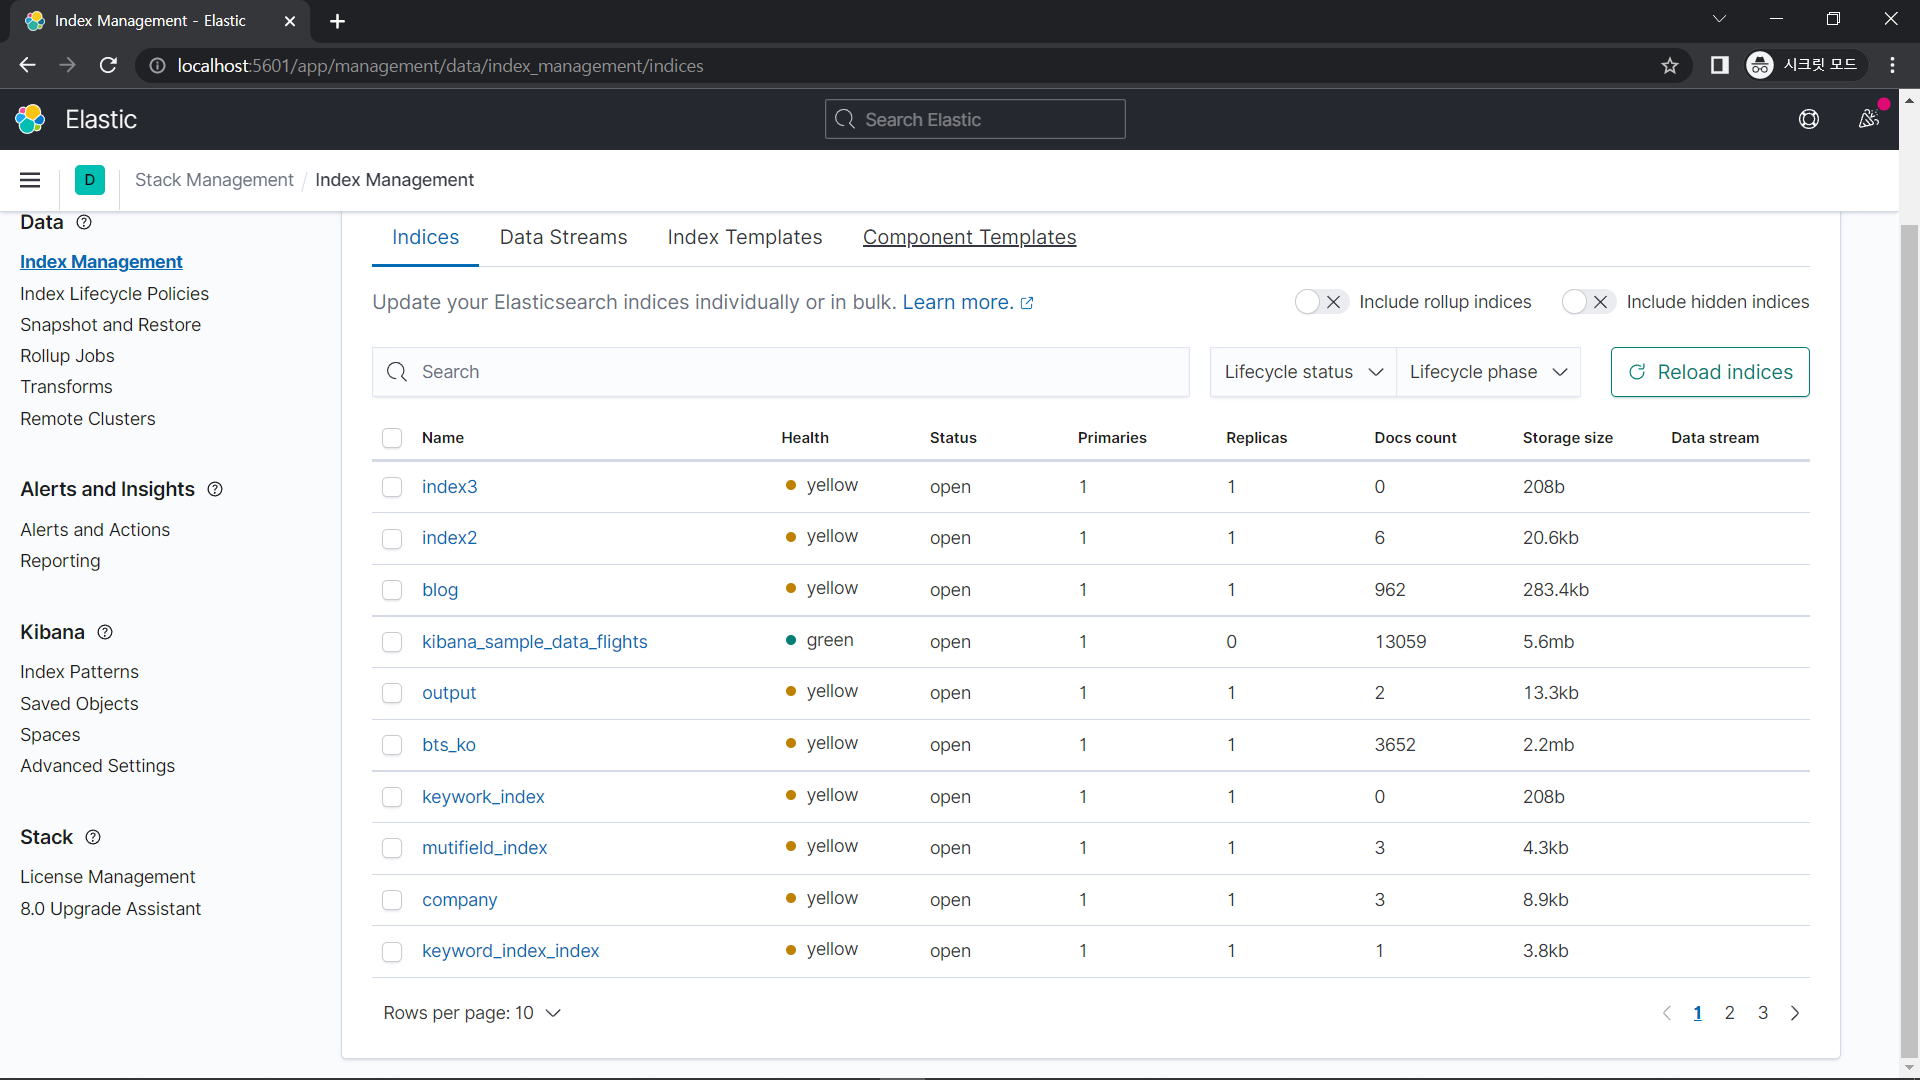 Index Management - Elastic
localhost:5601/app/management/data/index_management/indices
시크릿 모드
Elastic
Search Elastic
D
Stack Management / Index Management
Data
Index Management
Index Lifecycle Policies
Snapshot and Restore
Rollup Jobs
Transforms
Remote Clusters
Alerts and Insights
Alerts and Actions
Reporting
Kibana
Index Patterns
Saved Objects
Spaces
Advanced Settings
Stack
License Management
8.0 Upgrade Assistant
Indices Data Streams Index Templates Component Templates
Update your Elasticsearch indices individually or in bulk. Learn more. Include rollup indices Include hidden indices
Search Lifecycle status Lifecycle phase Reload indices
Name Health Status Primaries Replicas Docs count Storage size Data stream
index3 yellow open 1 1 0 208b
index2 yellow open 1 1 6 20.6kb
blog yellow open 1 1 962 283.4kb
kibana_sample_data_flights green open 1 0 13059 5.6mb
output yellow open 1 1 2 13.3kb
bts_ko yellow open 1 1 3652 2.2mb
keywork_index yellow open 1 1 0 208b
mutifield_index yellow open 1 1 3 4.3kb
company yellow open 1 1 3 8.9kb
keyword_index_index yellow open 1 1 1 3.8kb
Rows per page: 10 1 2 3